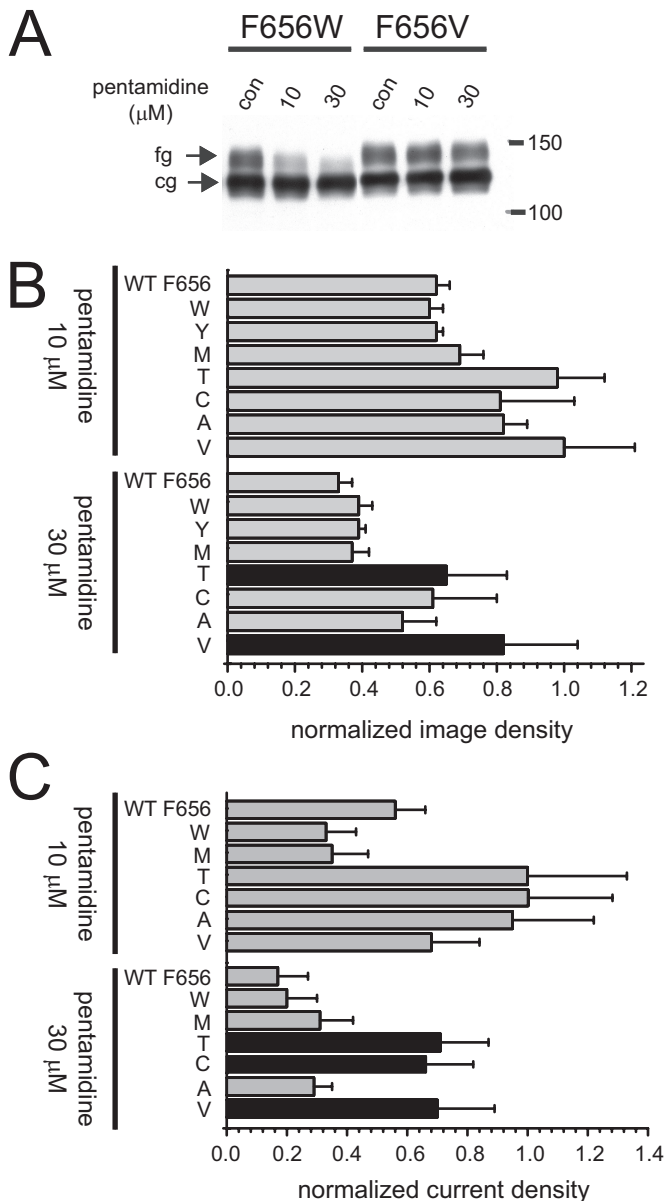 A
F656W F656V
pentamidine
(μM)
con 10 30 con 10 30
fg
cg
150
100
B
pentamidine
10 μM
WT F656
W
Y
M
T
C
A
V
pentamidine
30 μM
WT F656
W
Y
M
T
C
A
V
0.0 0.2 0.4 0.6 0.8 1.0 1.2
normalized image density
C
pentamidine
10 μM
WT F656
W
M
T
C
A
V
pentamidine
30 μM
WT F656
W
M
T
C
A
V
0.0 0.2 0.4 0.6 0.8 1.0 1.2 1.4
normalized current density